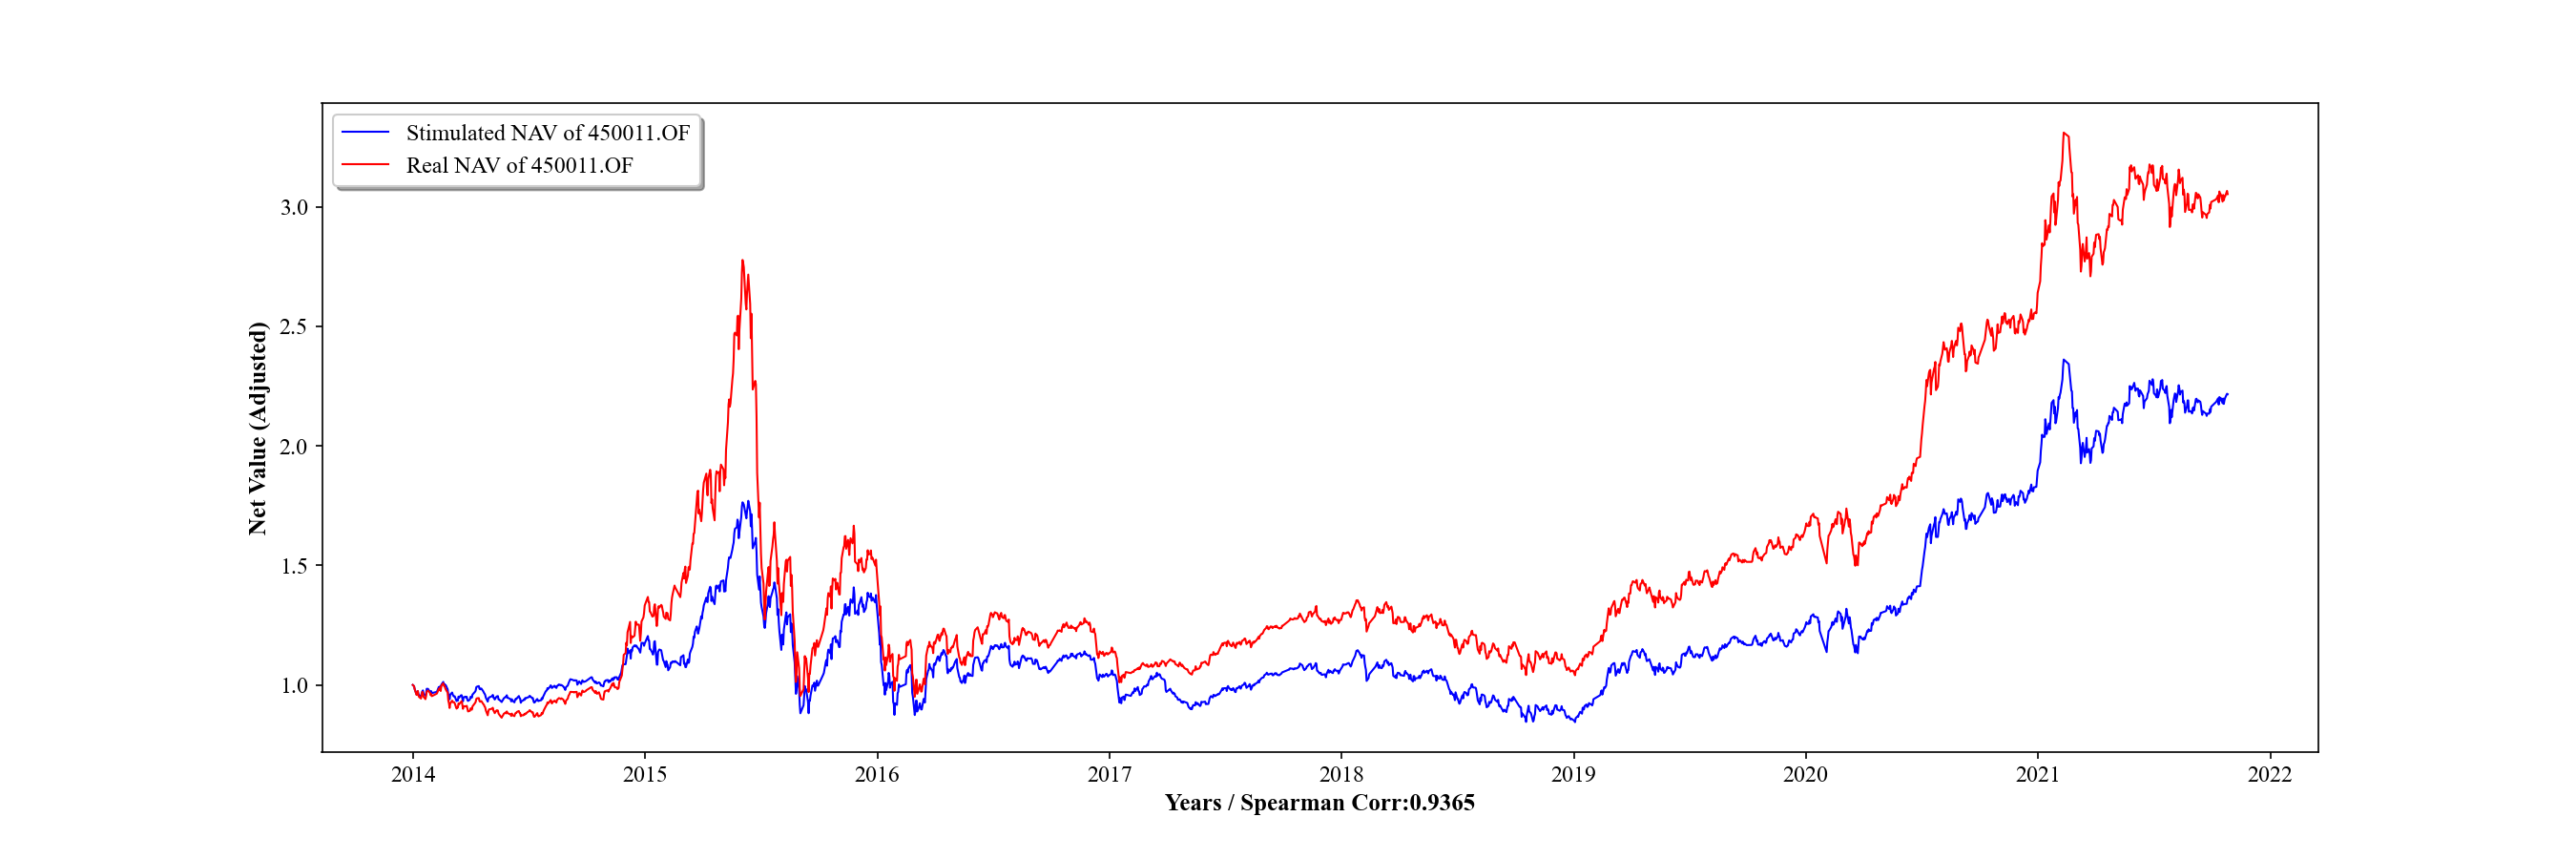 Stimulated NAV of 450011.OF
Real NAV of 450011.OF
Net Value (Adjusted)
3.0
2.5
2.0
1.5
1.0
2014 2015 2016 2017 2018 2019 2020 2021 2022
Years / Spearman Corr:0.9365